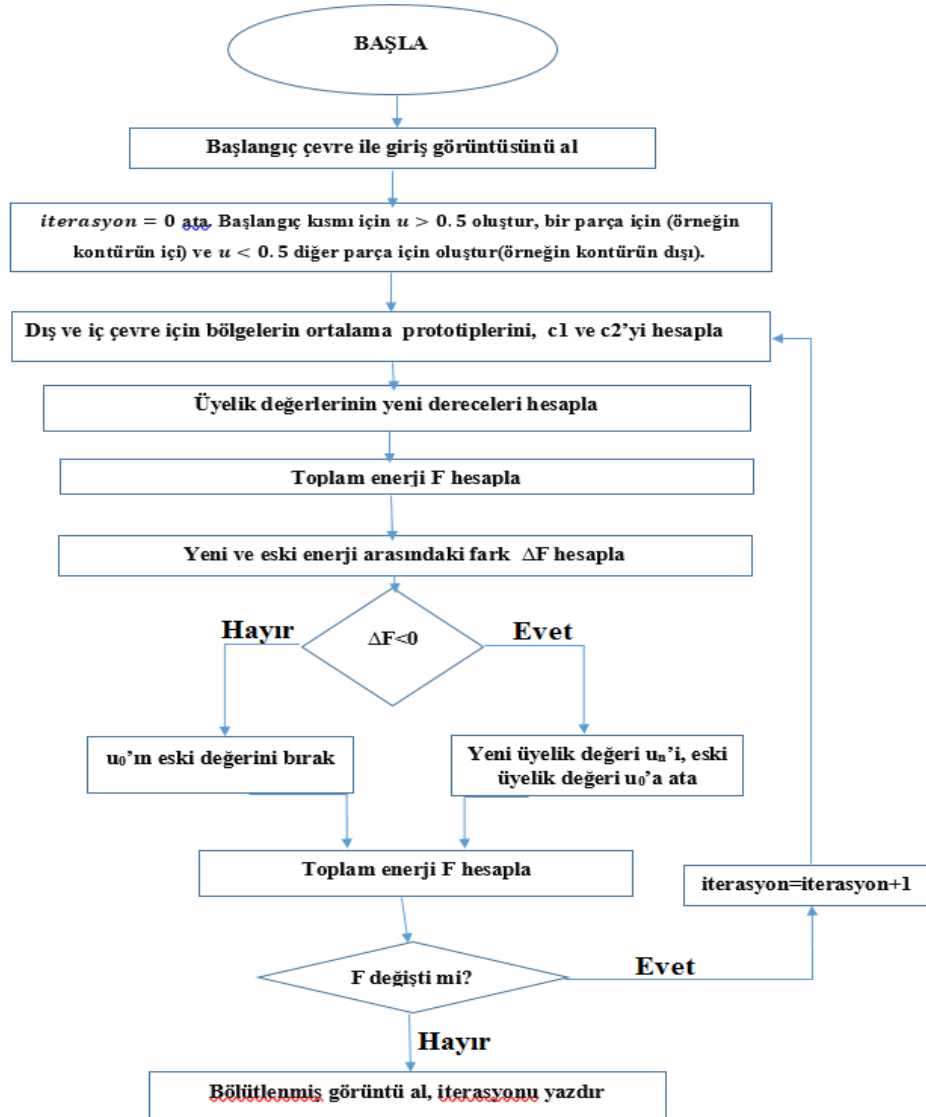 BAŞLA
Başlangıç çevre ile giriş görüntüsünü al
iterasyon = 0 ata. Başlangıç kısmı için u > 0.5 oluştur, bir parça için (örneğin
kontürün içi) ve u < 0.5 diğer parça için oluştur(örneğin kontürün dışı).
Dış ve iç çevre için bölgelerin ortalama prototiplerini, c1 ve c2'yi hesapla
Üyelik değerlerinin yeni dereceleri hesapla
Toplam enerji F hesapla
Yeni ve eski enerji arasındaki fark ΔF hesapla
Hayır
ΔF<0
Evet
u₀'ın eski değerini bırak
Yeni üyelik değeri uₙ'i, eski
üyelik değeri u₀'a ata
Toplam enerji F hesapla
iterasyon=iterasyon+1
F değişti mi?
Evet
Hayır
Bölütlenmiş görüntü al, iterasyonu yazdır